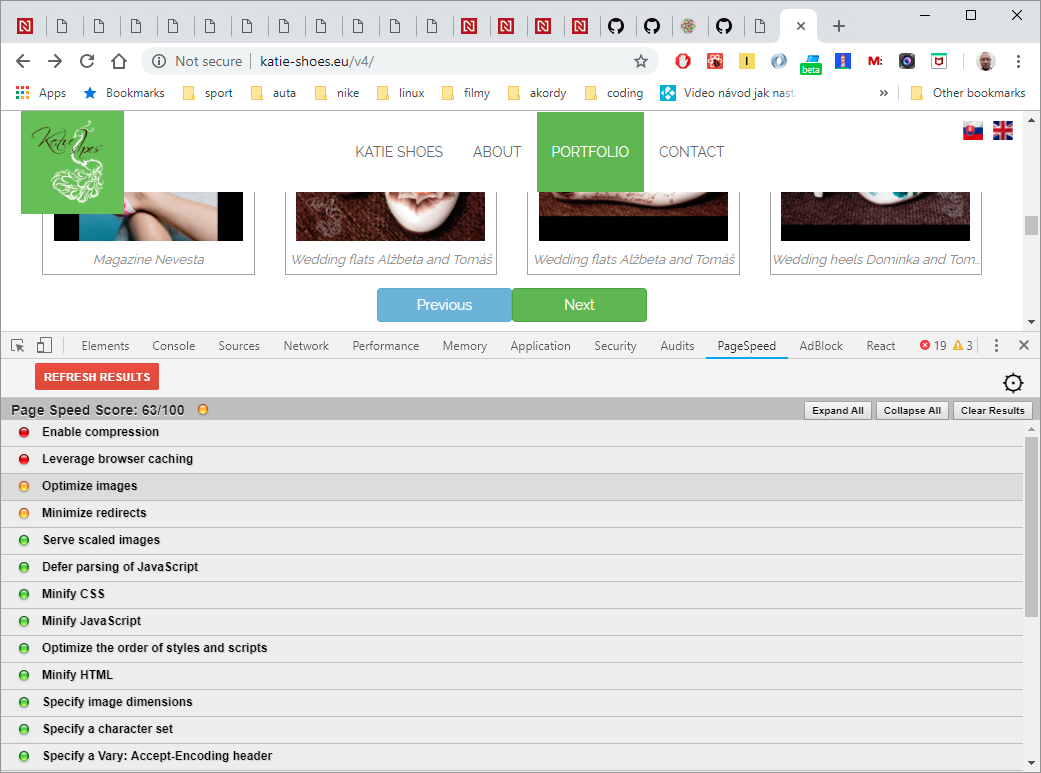 Not secure katie-shoes.eu/v4/
beta
Apps Bookmarks sport auta nike linux filmy akordy coding Video návod jak nast » Other bookmarks
KATIE SHOES ABOUT PORTFOLIO CONTACT
Magazine Nevesta Wedding flats Alžbeta and Tomáš Wedding flats Alžbeta and Tomáš Wedding heels Dominka and Tom...
Previous Next
Elements Console Sources Network Performance Memory Application Security Audits PageSpeed AdBlock React 19 3
REFRESH RESULTS
Page Speed Score: 63/100 Expand All Collapse All Clear Results
Enable compression
Leverage browser caching
Optimize images
Minimize redirects
Serve scaled images
Defer parsing of JavaScript
Minify CSS
Minify JavaScript
Optimize the order of styles and scripts
Minify HTML
Specify image dimensions
Specify a character set
Specify a Vary: Accept-Encoding header